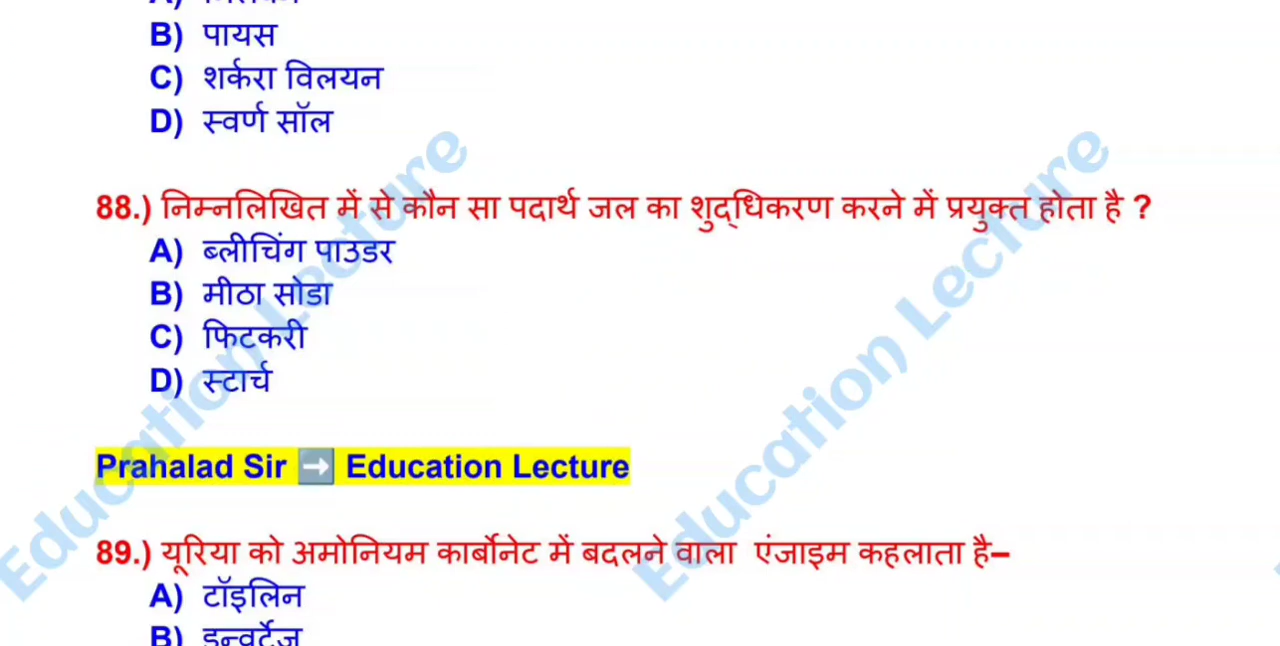 B) पायस
C) शर्करा विलयन
D) स्वर्ण सॉल
88.) निम्नलिखित में से कौन सा पदार्थ जल का शुद्धिकरण करने में प्रयुक्त होता है ?
A) ब्लीचिंग पाउडर
B) मीठा सोडा
C) फिटकरी
D) स्टार्च
Prahalad Sir ➡ Education Lecture
89.) यूरिया को अमोनियम कार्बोनेट में बदलने वाला एंजाइम कहलाता है–
A) टॉइलिन
B) इन्वर्टेज
Education Lecture
Education Lecture